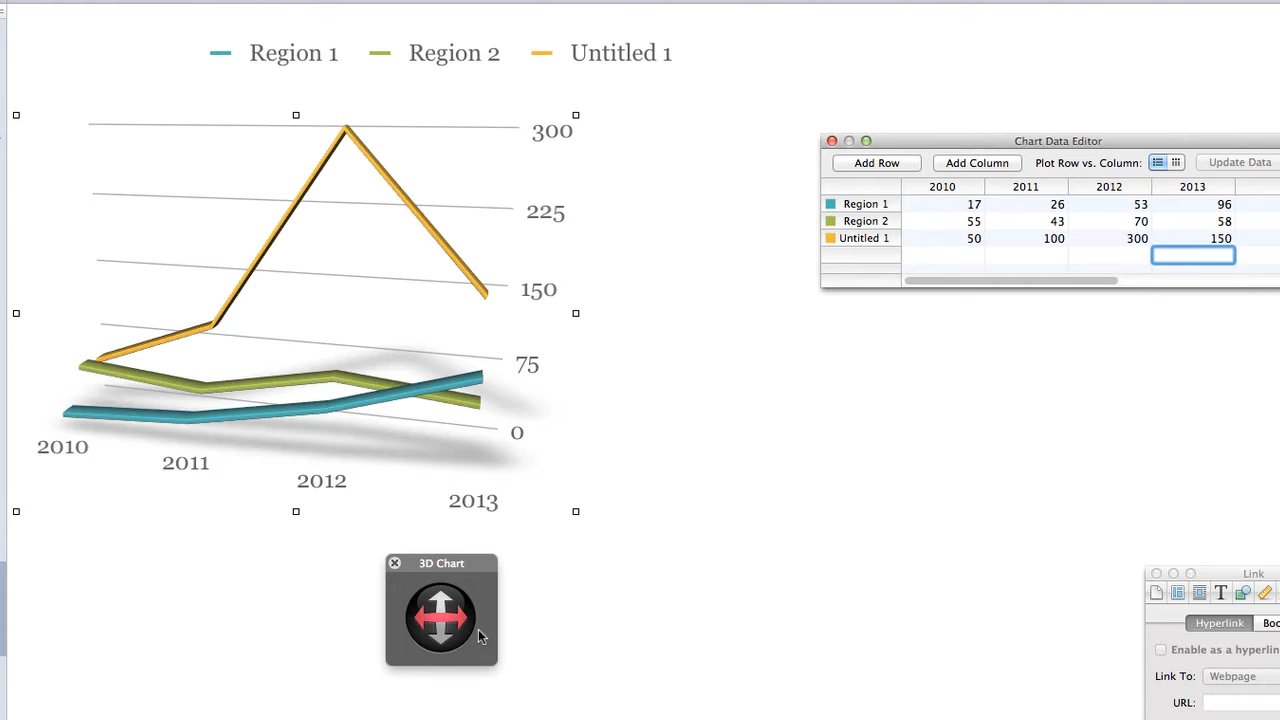 Region 1 Region 2 Untitled 1
300
225
150
75
0
2010
2011
2012
2013
3D Chart
Chart Data Editor
Add Row Add Column Plot Row vs. Column: Update Data
2010 2011 2012 2013
Region 1 17 26 53 96
Region 2 55 43 70 58
Untitled 1 50 100 300 150
Link
T
Hyperlink Boo
Enable as a hyperlin
Link To: Webpage
URL: